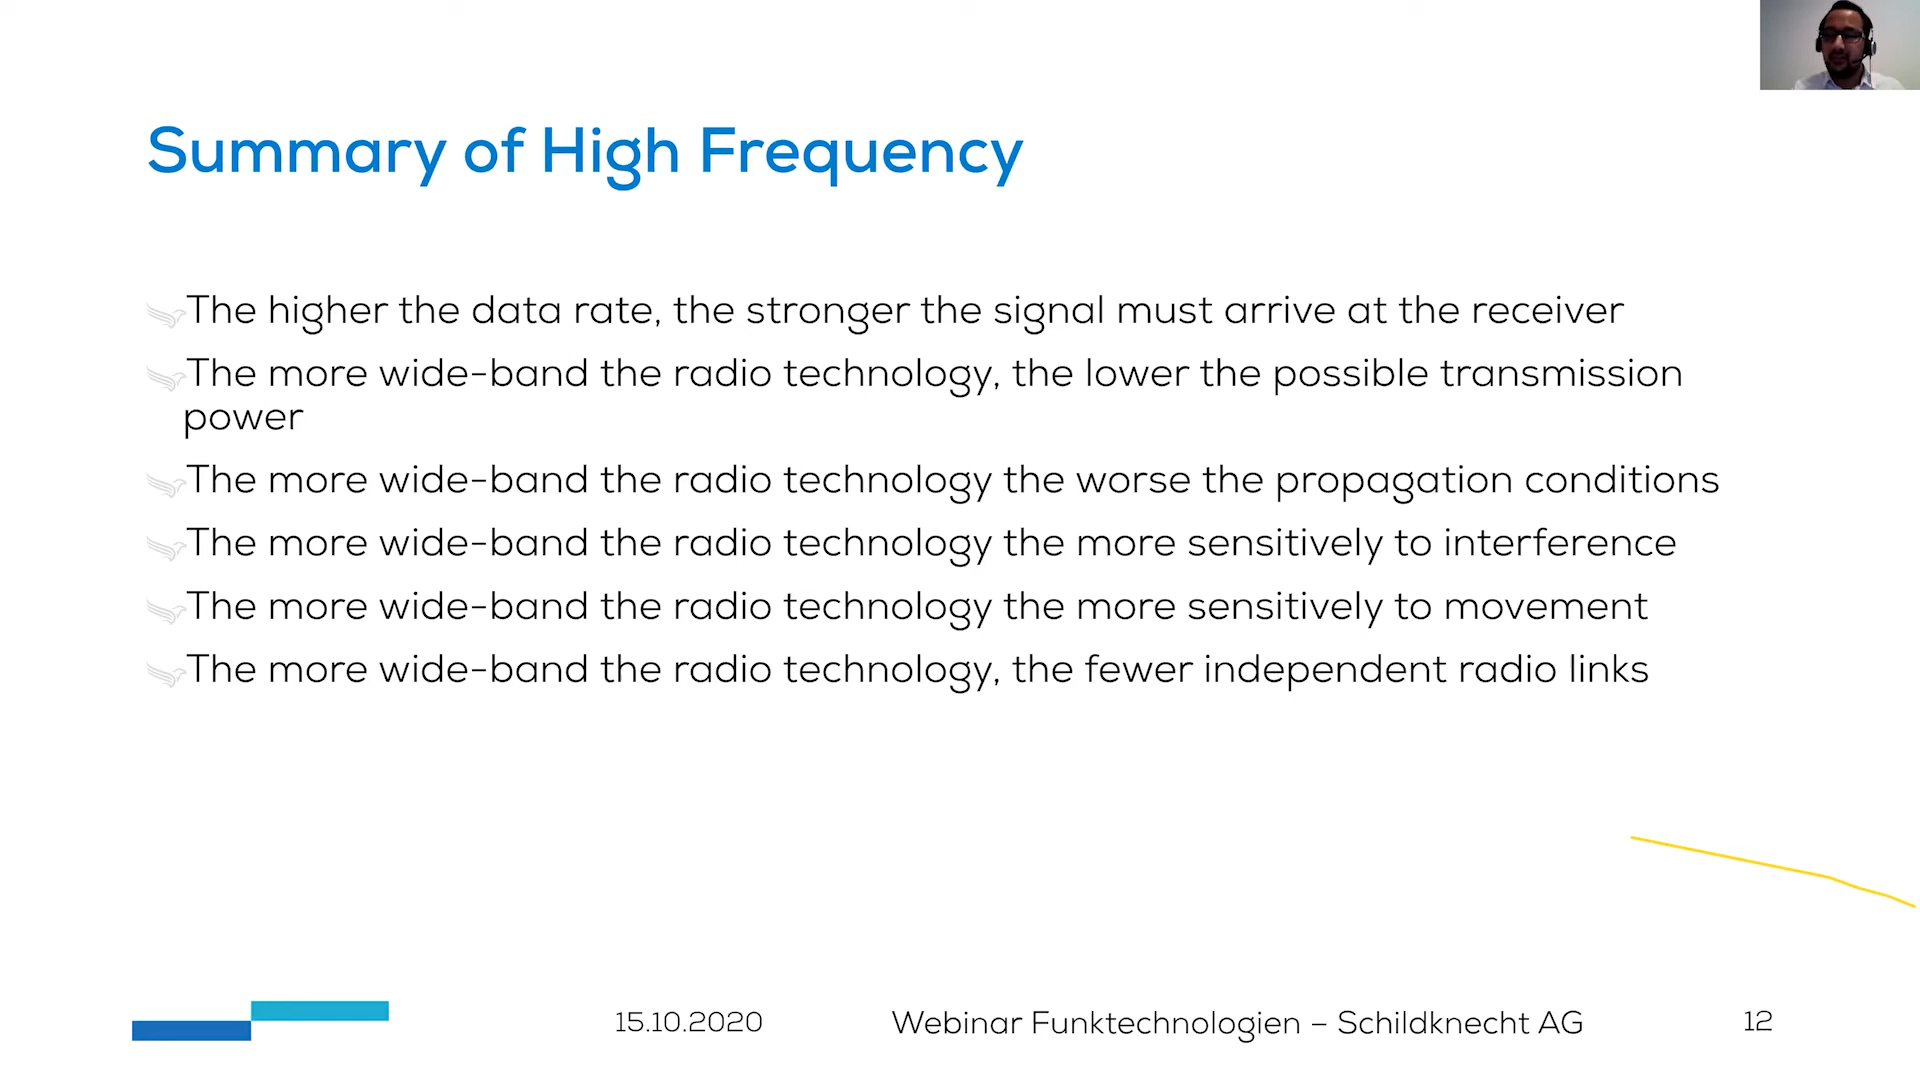 Summary of High Frequency
The higher the data rate, the stronger the signal must arrive at the receiver
The more wide-band the radio technology, the lower the possible transmission
power
The more wide-band the radio technology the worse the propagation conditions
The more wide-band the radio technology the more sensitively to interference
The more wide-band the radio technology the more sensitively to movement
The more wide-band the radio technology, the fewer independent radio links
15.10.2020
Webinar Funktechnologien – Schildknecht AG
12